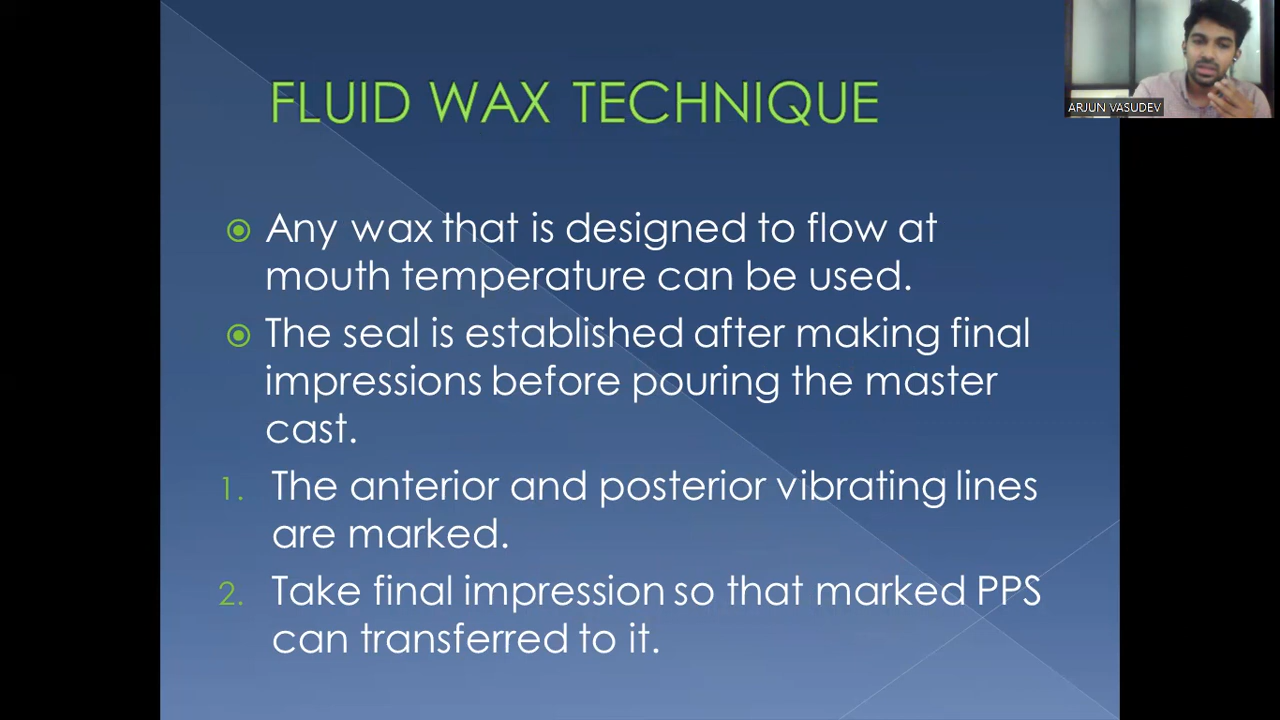 FLUID WAX TECHNIQUE
ARJUN VASUDEV
Any wax that is designed to flow at
mouth temperature can be used.
The seal is established after making final
impressions before pouring the master
cast.
1. The anterior and posterior vibrating lines
are marked.
2. Take final impression so that marked PPS
can transferred to it.